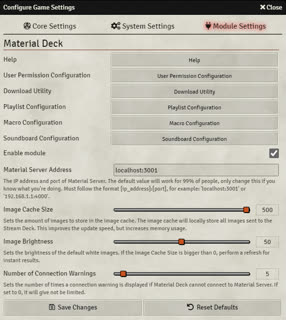 Configure Game Settings Close
Core Settings System Settings Module Settings
Material Deck
Help Help
User Permission Configuration User Permission Configuration
Download Utility Download Utility
Playlist Configuration Playlist Configuration
Macro Configuration Macro Configuration
Soundboard Configuration Soundboard Configuration
Enable module
Material Server Address localhost:3001
The IP address and port of Material Server. The default value will work for 99% of people, only change this if you
know what you're doing. Must follow the format [ip_address]:[port], for example: 'localhost:3001' or
'192.168.1.1:4000'.
Image Cache Size 500
Sets the amount of images to store in the image cache. The image cache will locally store all images sent to the
Stream Deck. This improves the update speed, but increases memory usage.
Image Brightness 50
Sets the brightness of the default white images. If the Image Cache Size is bigger than 0, perform a refresh for
instant results.
Number of Connection Warnings 5
Sets the number of times a connection warning is displayed if Material Deck cannot connect to Material Server. If
set to 0, it will give not be limited.
Save Changes Reset Defaults